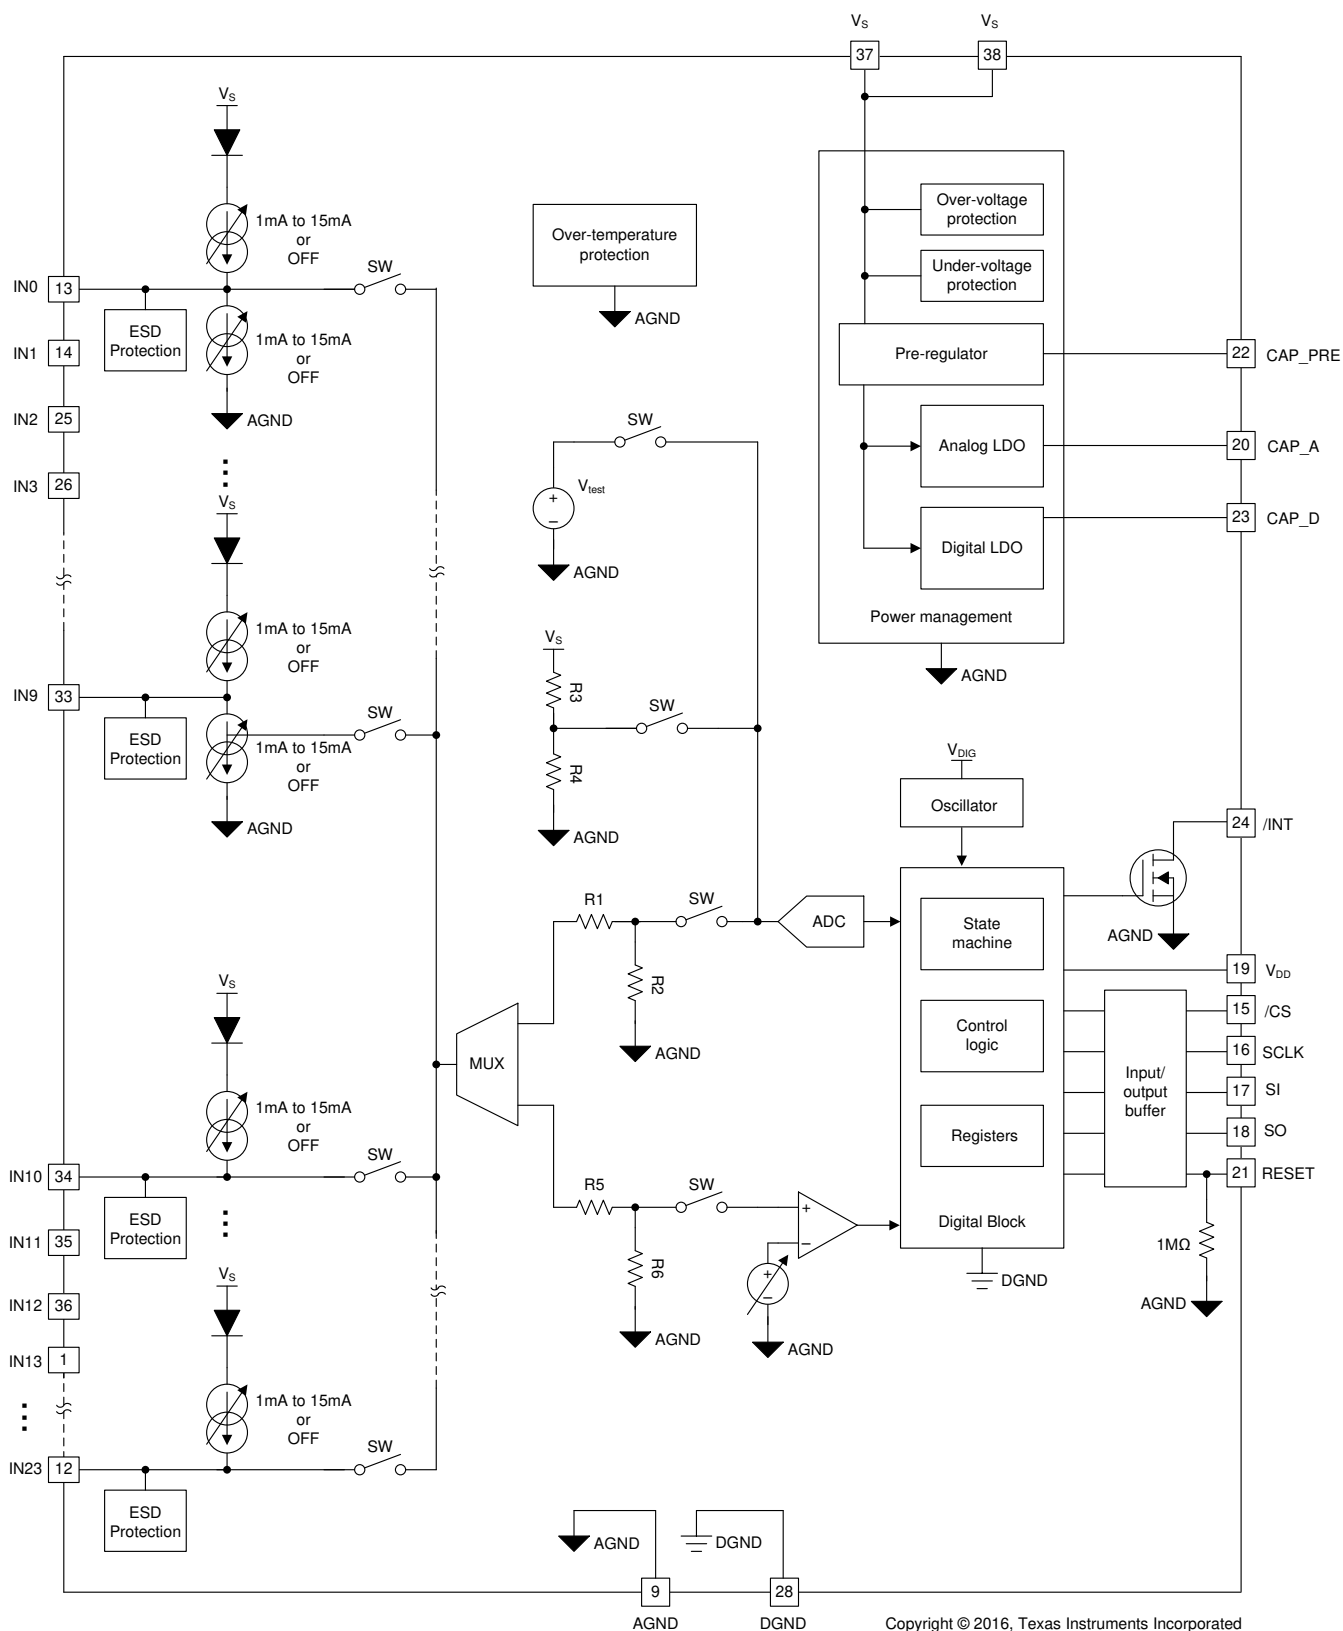 VS
VS
37
38
VS
1mA to 15mA
or
OFF
SW
IN0
13
ESD
Protection
1mA to 15mA
or
OFF
AGND
IN1
14
IN2
25
IN3
26
Over-temperature
protection
AGND
Over-voltage
protection
Under-voltage
protection
Pre-regulator
22
CAP_PRE
Analog LDO
20
CAP_A
Digital LDO
23
CAP_D
Power management
AGND
SW
Vtest
+
−
AGND
VS
1mA to 15mA
or
OFF
IN9
33
SW
ESD
Protection
1mA to 15mA
or
OFF
AGND
VS
R3
SW
R4
AGND
VDIG
Oscillator
24
/INT
AGND
R1
SW
ADC
R2
AGND
State
machine
Control
logic
Registers
Digital Block
DGND
19
VDD
15
/CS
16
SCLK
17
SI
18
SO
21
RESET
Input/
output
buffer
1MΩ
AGND
VS
MUX
1mA to 15mA
or
OFF
SW
IN10
34
ESD
Protection
IN11
35
IN12
36
IN13
1
R5
SW
+
−
R6
+
−
AGND
AGND
VS
1mA to 15mA
or
OFF
SW
IN23
12
ESD
Protection
AGND
DGND
9
28
AGND
DGND
Copyright © 2016, Texas Instruments Incorporated